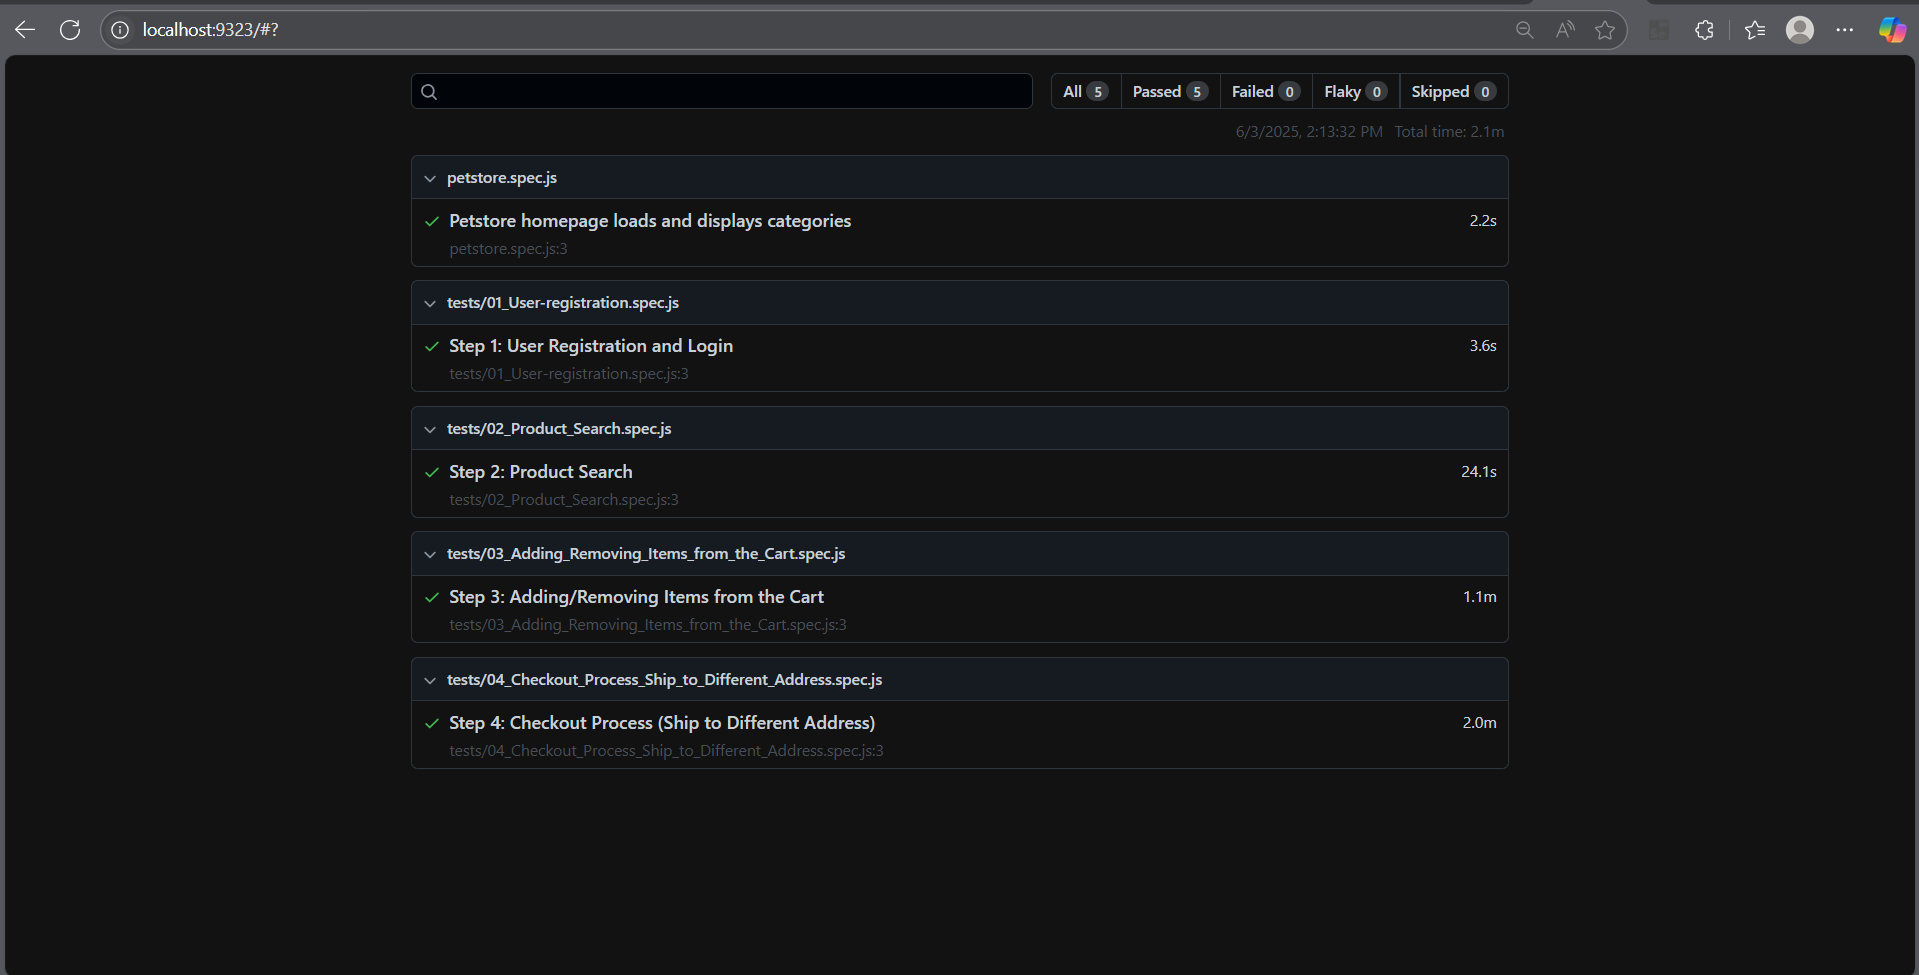 localhost:9323/#?
All 5 Passed 5 Failed 0 Flaky 0 Skipped 0
6/3/2025, 2:13:32 PM Total time: 2.1m
petstore.spec.js
Petstore homepage loads and displays categories 2.2s
petstore.spec.js:3
tests/01_User-registration.spec.js
Step 1: User Registration and Login 3.6s
tests/01_User-registration.spec.js:3
tests/02_Product_Search.spec.js
Step 2: Product Search 24.1s
tests/02_Product_Search.spec.js:3
tests/03_Adding_Removing_Items_from_the_Cart.spec.js
Step 3: Adding/Removing Items from the Cart 1.1m
tests/03_Adding_Removing_Items_from_the_Cart.spec.js:3
tests/04_Checkout_Process_Ship_to_Different_Address.spec.js
Step 4: Checkout Process (Ship to Different Address) 2.0m
tests/04_Checkout_Process_Ship_to_Different_Address.spec.js:3